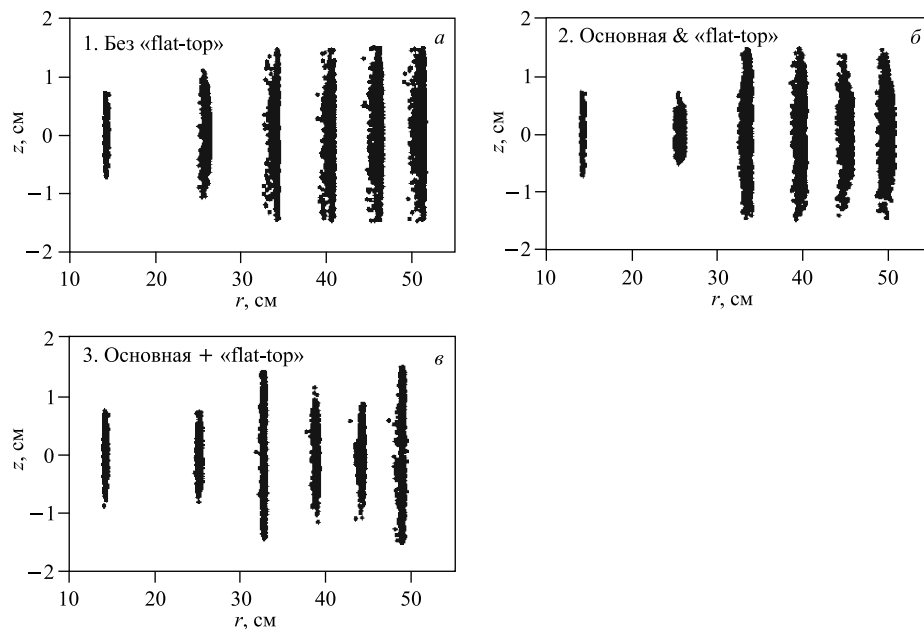 1. Без «flat-top»
а
2
1
0
−1
−2
z, см
10
20
30
40
50
r, см
2. Основная & «flat-top»
б
2
1
0
−1
−2
z, см
10
20
30
40
50
r, см
3. Основная + «flat-top»
в
2
1
0
−1
−2
z, см
10
20
30
40
50
r, см